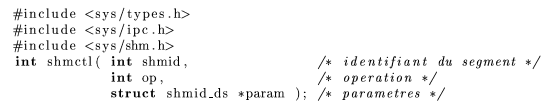 #include <sys/types.h>
#include <sys/ipc.h>
#include <sys/shm.h>
int shmctl( int shmid, /* identifiant du segment */
int op, /* operation */
struct shmid_ds *param ); /* parametres */